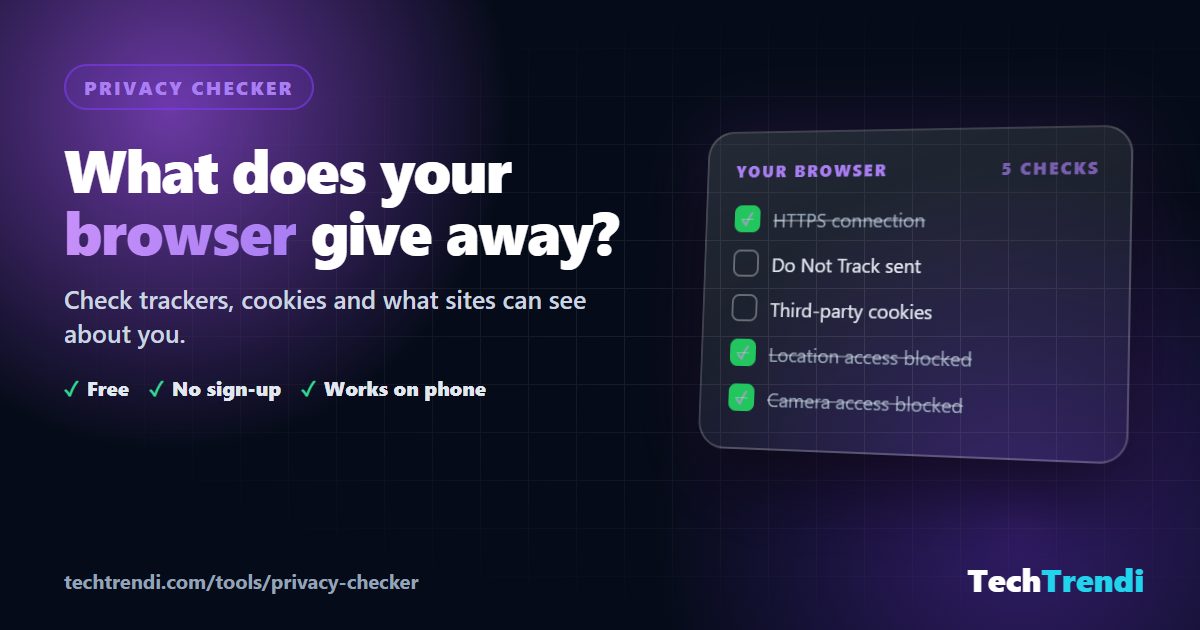 PRIVACY CHECKER
What does your
browser give away?
Check trackers, cookies and what sites can see
about you.
✓ Free ✓ No sign-up ✓ Works on phone
YOUR BROWSER 5 CHECKS
✓ HTTPS connection
Do Not Track sent
Third-party cookies
✓ Location access blocked
✓ Camera access blocked
techtrendi.com/tools/privacy-checker
TechTrendi